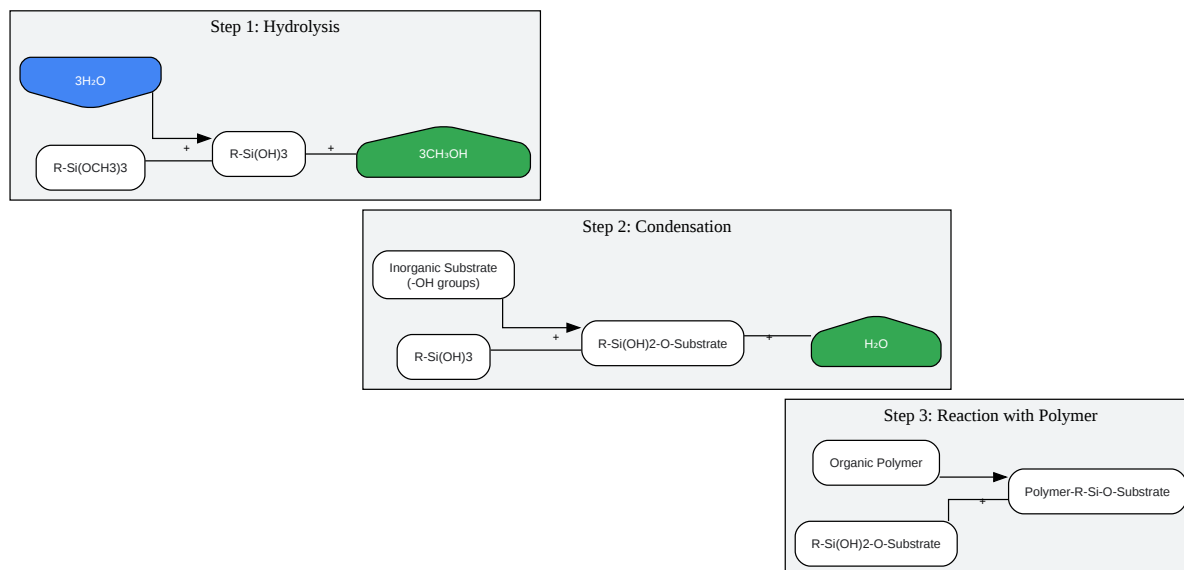 Step 1: Hydrolysis
3H₂O
+
R-Si(OCH3)3
R-Si(OH)3
+
3CH₃OH
Step 2: Condensation
Inorganic Substrate
(-OH groups)
+
R-Si(OH)3
R-Si(OH)2-O-Substrate
+
H₂O
Step 3: Reaction with Polymer
Organic Polymer
Polymer-R-Si-O-Substrate
+
R-Si(OH)2-O-Substrate